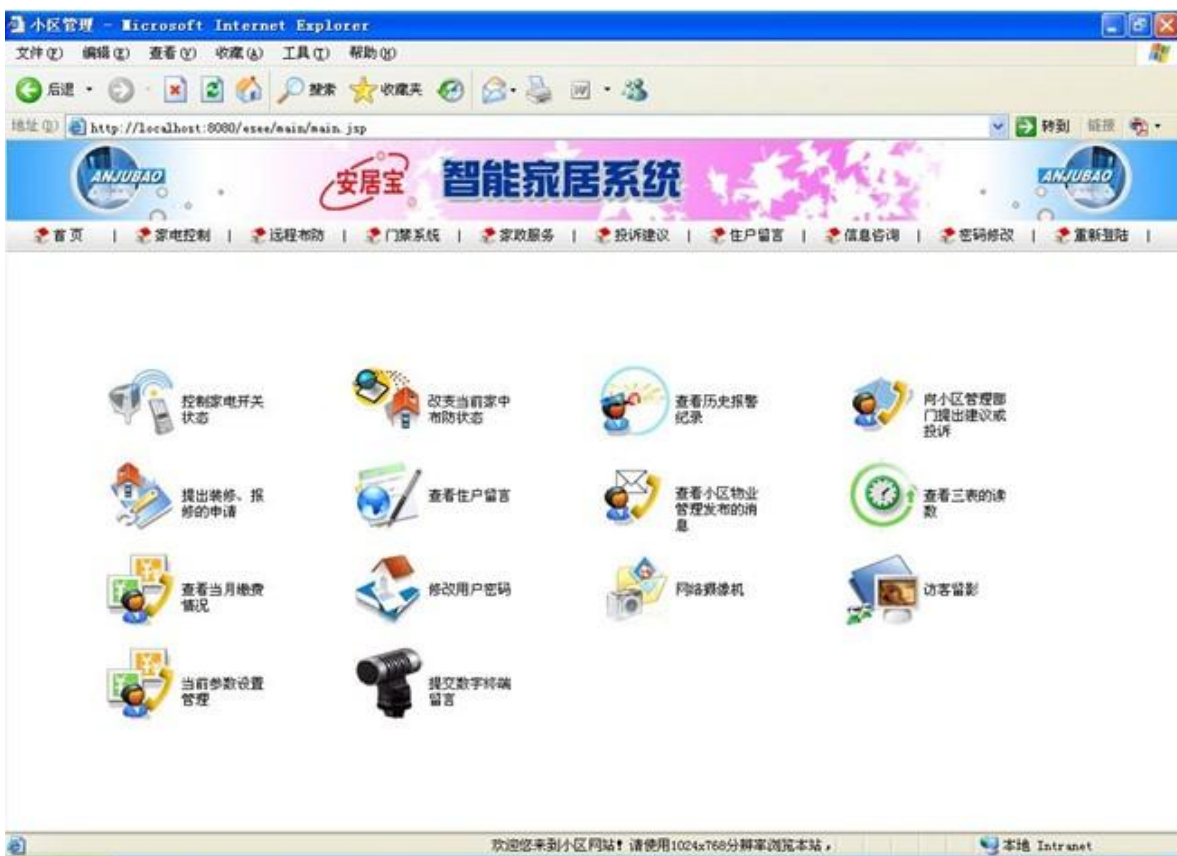 小区管理 - Microsoft Internet Explorer
文件(F) 编辑(E) 查看(V) 收藏(A) 工具(T) 帮助(H)
后退 搜索 收藏夹
地址(D) http://localhost:8080/esee/main/main.jsp 转到 链接
ANJUBAO 安居宝 智能家居系统 ANJUBAO
首页 | 家电控制 | 远程布防 | 门禁系统 | 家政服务 | 投诉建议 | 住户留言 | 信息咨询 | 密码修改 | 重新登陆 |
控制家电开关
状态
改变当前家中
布防状态
查看历史报警
纪录
向小区管理部
门提出建议或
投诉
提出装修、报
修的申请
查看住户留言
查看小区物业
管理发布的消
息
查看三表的读
数
查看当月缴费
情况
修改用户密码
网络摄像机
访客留影
当前参数设置
管理
提交数字终端
留言
欢迎您来到小区网站! 请使用1024x768分辨率浏览本站, 本地 Intranet